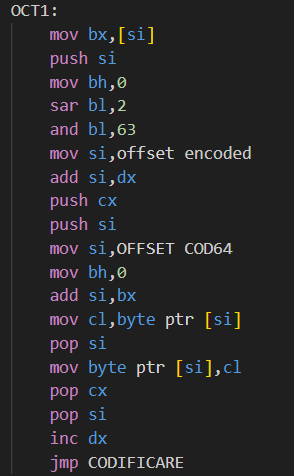 OCT1:
mov bx,[si]
push si
mov bh,0
sar bl,2
and bl,63
mov si,offset encoded
add si,dx
push cx
push si
mov si,OFFSET COD64
mov bh,0
add si,bx
mov cl,byte ptr [si]
pop si
mov byte ptr [si],cl
pop cx
pop si
inc dx
jmp CODIFICARE